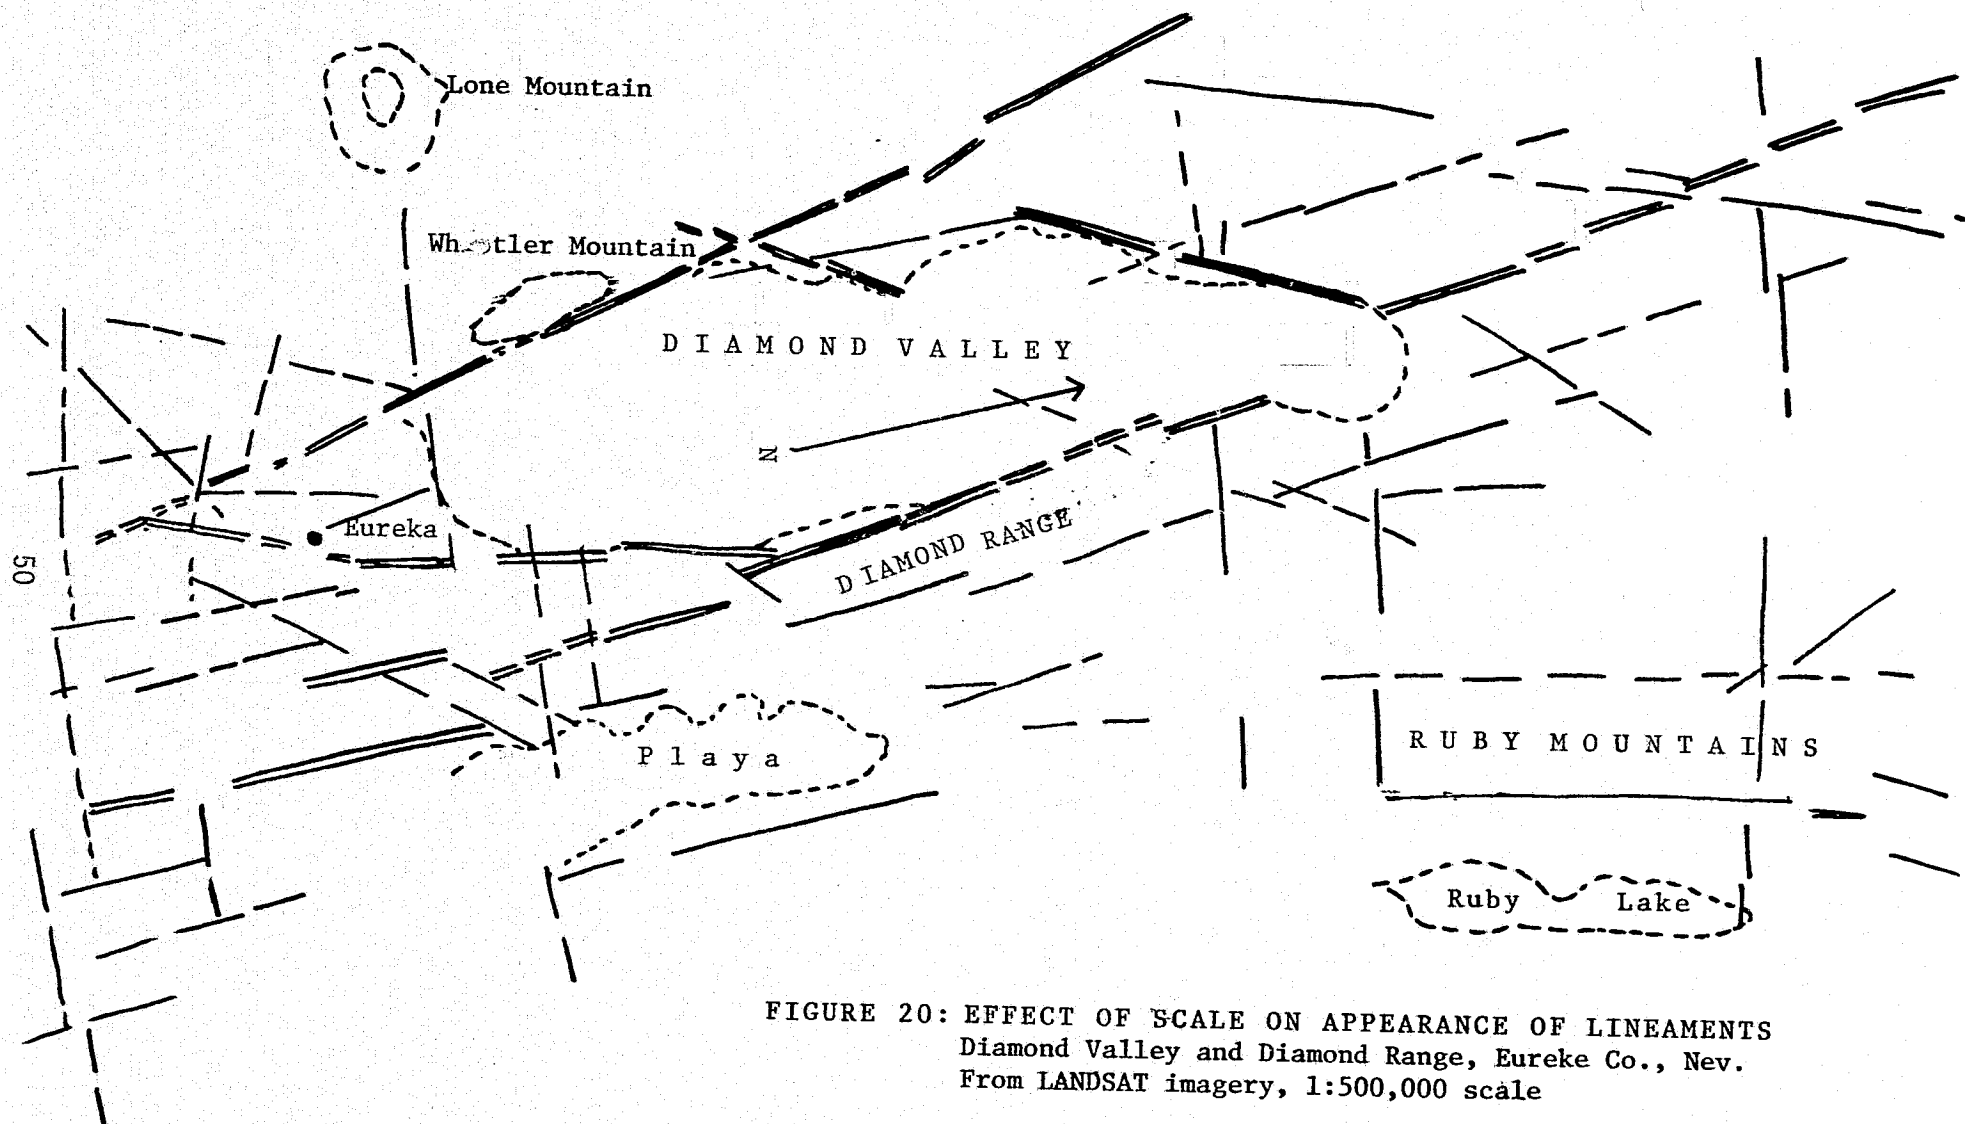 Lone Mountain
Mountain
DIAMOND VALLEY
N
Eureka
DIAMOND RANGE
50
Playa
RUBY MOUNTAINS
Ruby Lake
FIGURE 20: EFFECT OF SCALE ON APPEARANCE OF LINEAMENTS
Diamond Valley and Diamond Range, Eureke Co., Nev.
From LANDSAT imagery, 1:500,000 scale